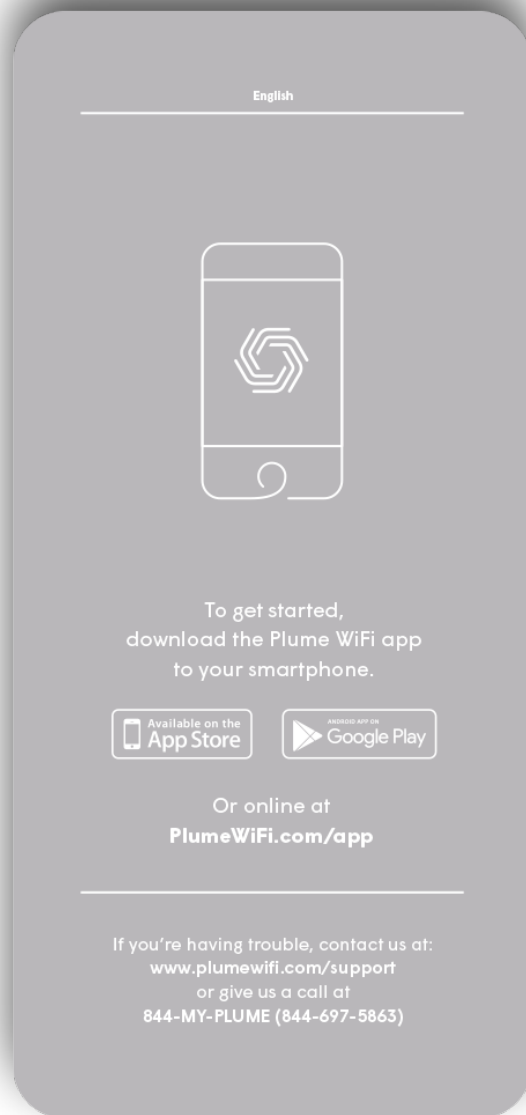 English
To get started,
download the Plume WiFi app
to your smartphone.
Available on the
App Store
ANDROID APP ON
Google Play
Or online at
PlumeWiFi.com/app
If you're having trouble, contact us at:
www.plumewifi.com/support
or give us a call at
844-MY-PLUME (844-697-5863)